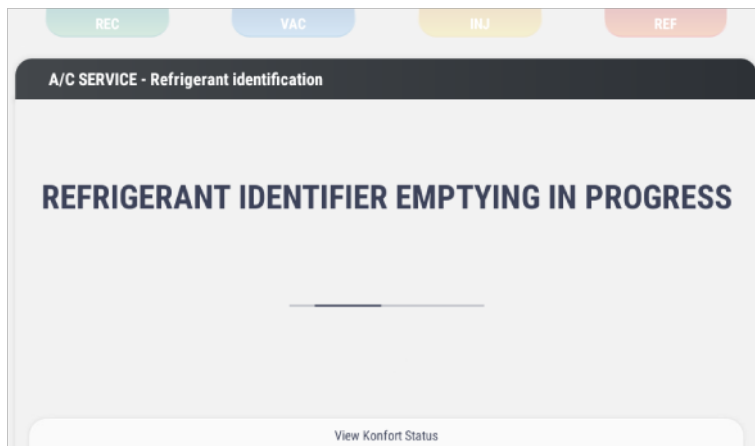 REC VAC INJ REF
A/C SERVICE - Refrigerant identification
REFRIGERANT IDENTIFIER EMPTYING IN PROGRESS
View Konfort Status